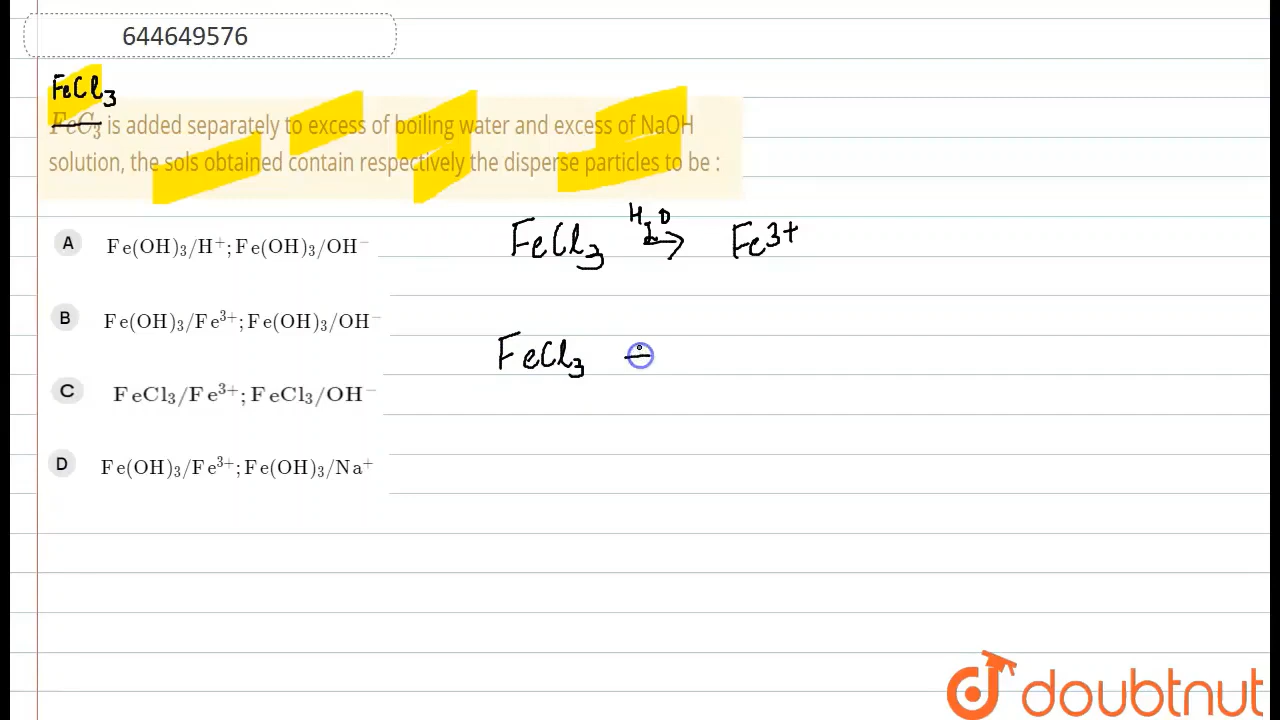 644649576
FeCl3
FeC3 is added separately to excess of boiling water and excess of NaOH
solution, the sols obtained contain respectively the disperse particles to be :
A Fe(OH)₃/H⁺; Fe(OH)₃/OH⁻
FeCl3 H2O → Fe3+
B Fe(OH)₃/Fe³⁺; Fe(OH)₃/OH⁻
FeCl3
C FeCl₃/Fe³⁺; FeCl₃/OH⁻
D Fe(OH)₃/Fe³⁺; Fe(OH)₃/Na⁺
doubtnut